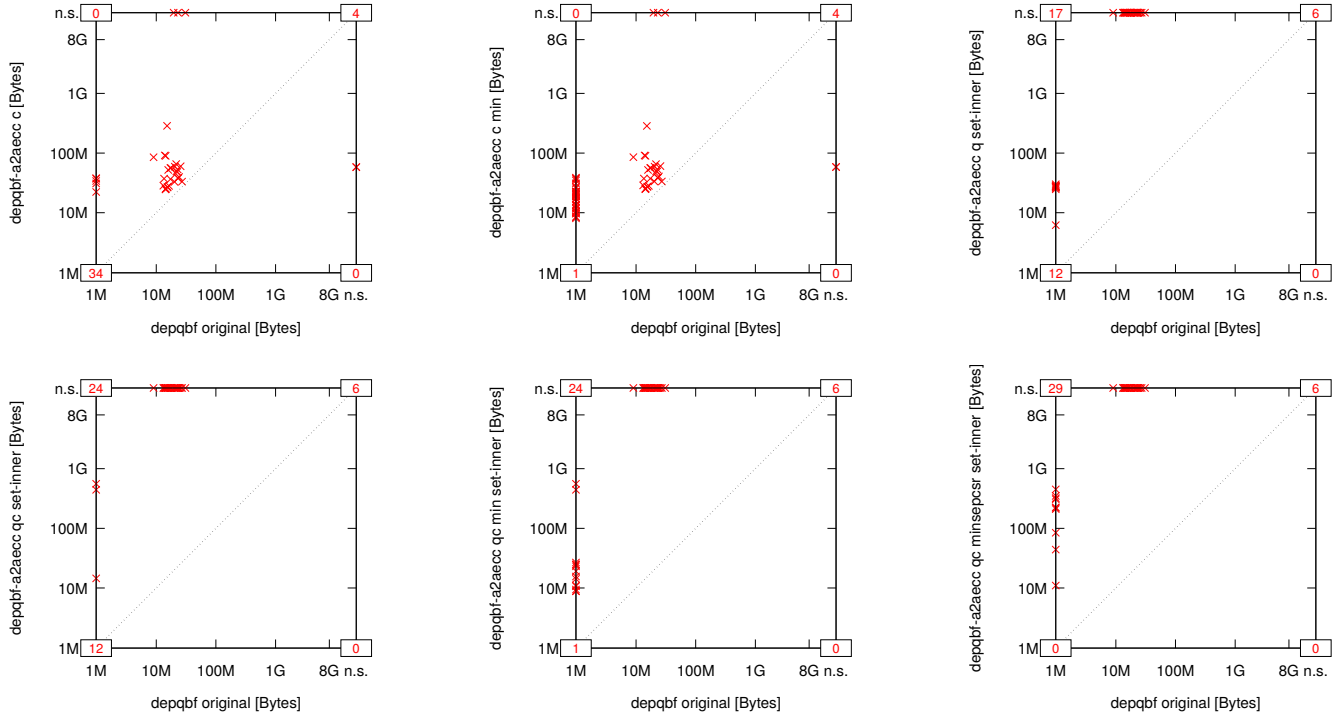 n.s.
0
4
8G
1G
100M
10M
1M
34
0
1M 10M 100M 1G 8G n.s.
depqbf original [Bytes]
depqbf-a2aecc c [Bytes]
n.s.
0
4
8G
1G
100M
10M
1M
1
0
1M 10M 100M 1G 8G n.s.
depqbf original [Bytes]
depqbf-a2aecc c min [Bytes]
n.s.
17
6
8G
1G
100M
10M
1M
12
0
1M 10M 100M 1G 8G n.s.
depqbf original [Bytes]
depqbf-a2aecc q set-inner [Bytes]
n.s.
24
6
8G
1G
100M
10M
1M
12
0
1M 10M 100M 1G 8G n.s.
depqbf original [Bytes]
depqbf-a2aecc qc set-inner [Bytes]
n.s.
24
6
8G
1G
100M
10M
1M
1
0
1M 10M 100M 1G 8G n.s.
depqbf original [Bytes]
depqbf-a2aecc qc min set-inner [Bytes]
n.s.
29
6
8G
1G
100M
10M
1M
0
0
1M 10M 100M 1G 8G n.s.
depqbf original [Bytes]
depqbf-a2aecc qc minsepcsr set-inner [Bytes]